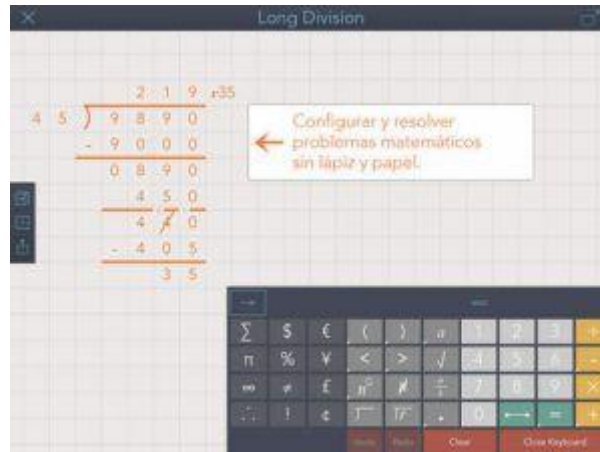 Long Division
2 1 9 r35
4 5 ) 9 8 9 0
- 9 0 0 0
0 8 9 0
4 5 0
4 4 0
- 4 0 5
3 5
Configurar y resolver
problemas matemáticos
sin lápiz y papel.
∑ $ € ( ) a 1 2 3 ÷
π % ¥ < > √ 4 5 6 -
∞ ≠ £ 7 8 9 ×
∴ ! ¢ . 0 = +
Undo Redo Clear Close Keyboard